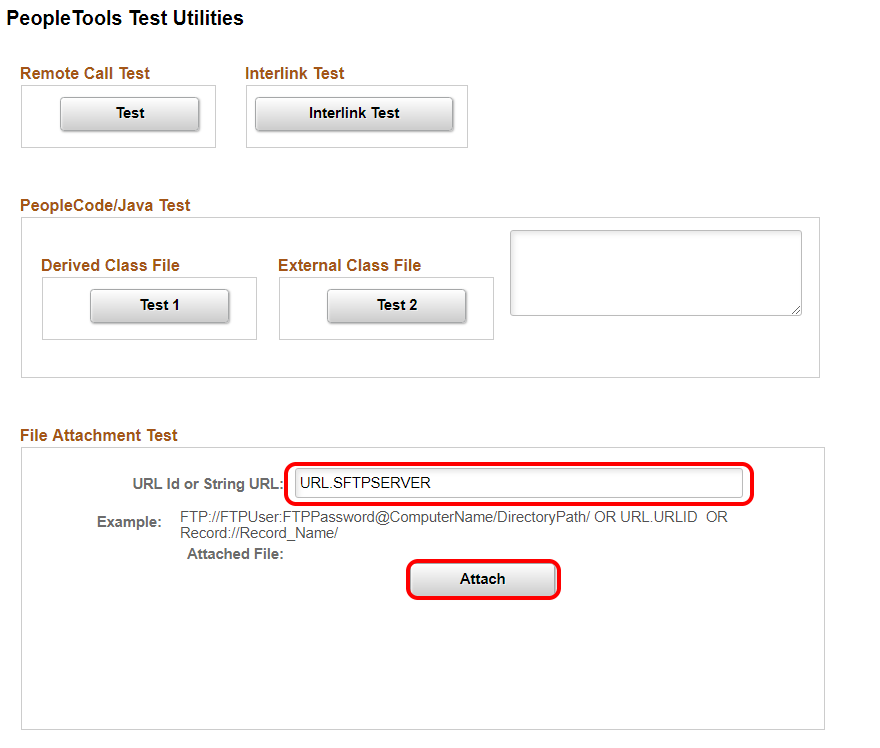 PeopleTools Test Utilities
Remote Call Test
Interlink Test
Test
Interlink Test
PeopleCode/Java Test
Derived Class File
External Class File
Test 1
Test 2
File Attachment Test
URL Id or String URL:
URL.SFTPSERVER
Example:
FTP://FTPUser:FTPPassword@ComputerName/DirectoryPath/ OR URL.URLID  OR
Record://Record_Name/
Attached File:
Attach